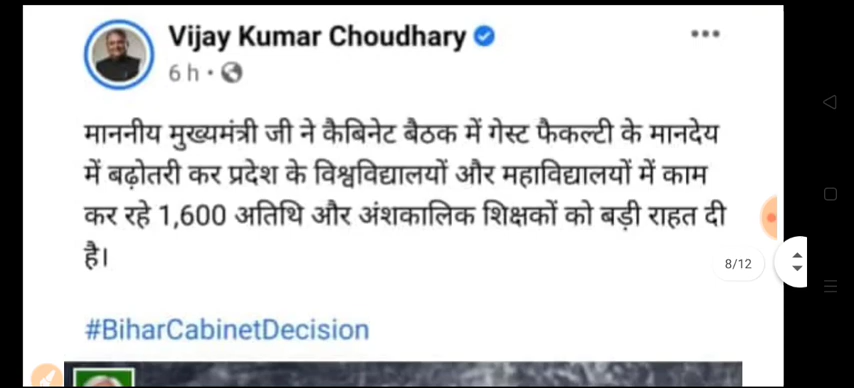 Vijay Kumar Choudhary
6 h ·
माननीय मुख्यमंत्री जी ने कैबिनेट बैठक में गेस्ट फैकल्टी के मानदेय
में बढ़ोतरी कर प्रदेश के विश्वविद्यालयों और महाविद्यालयों में काम
कर रहे 1,600 अतिथि और अंशकालिक शिक्षकों को बड़ी राहत दी
है।
8/12
#BiharCabinetDecision